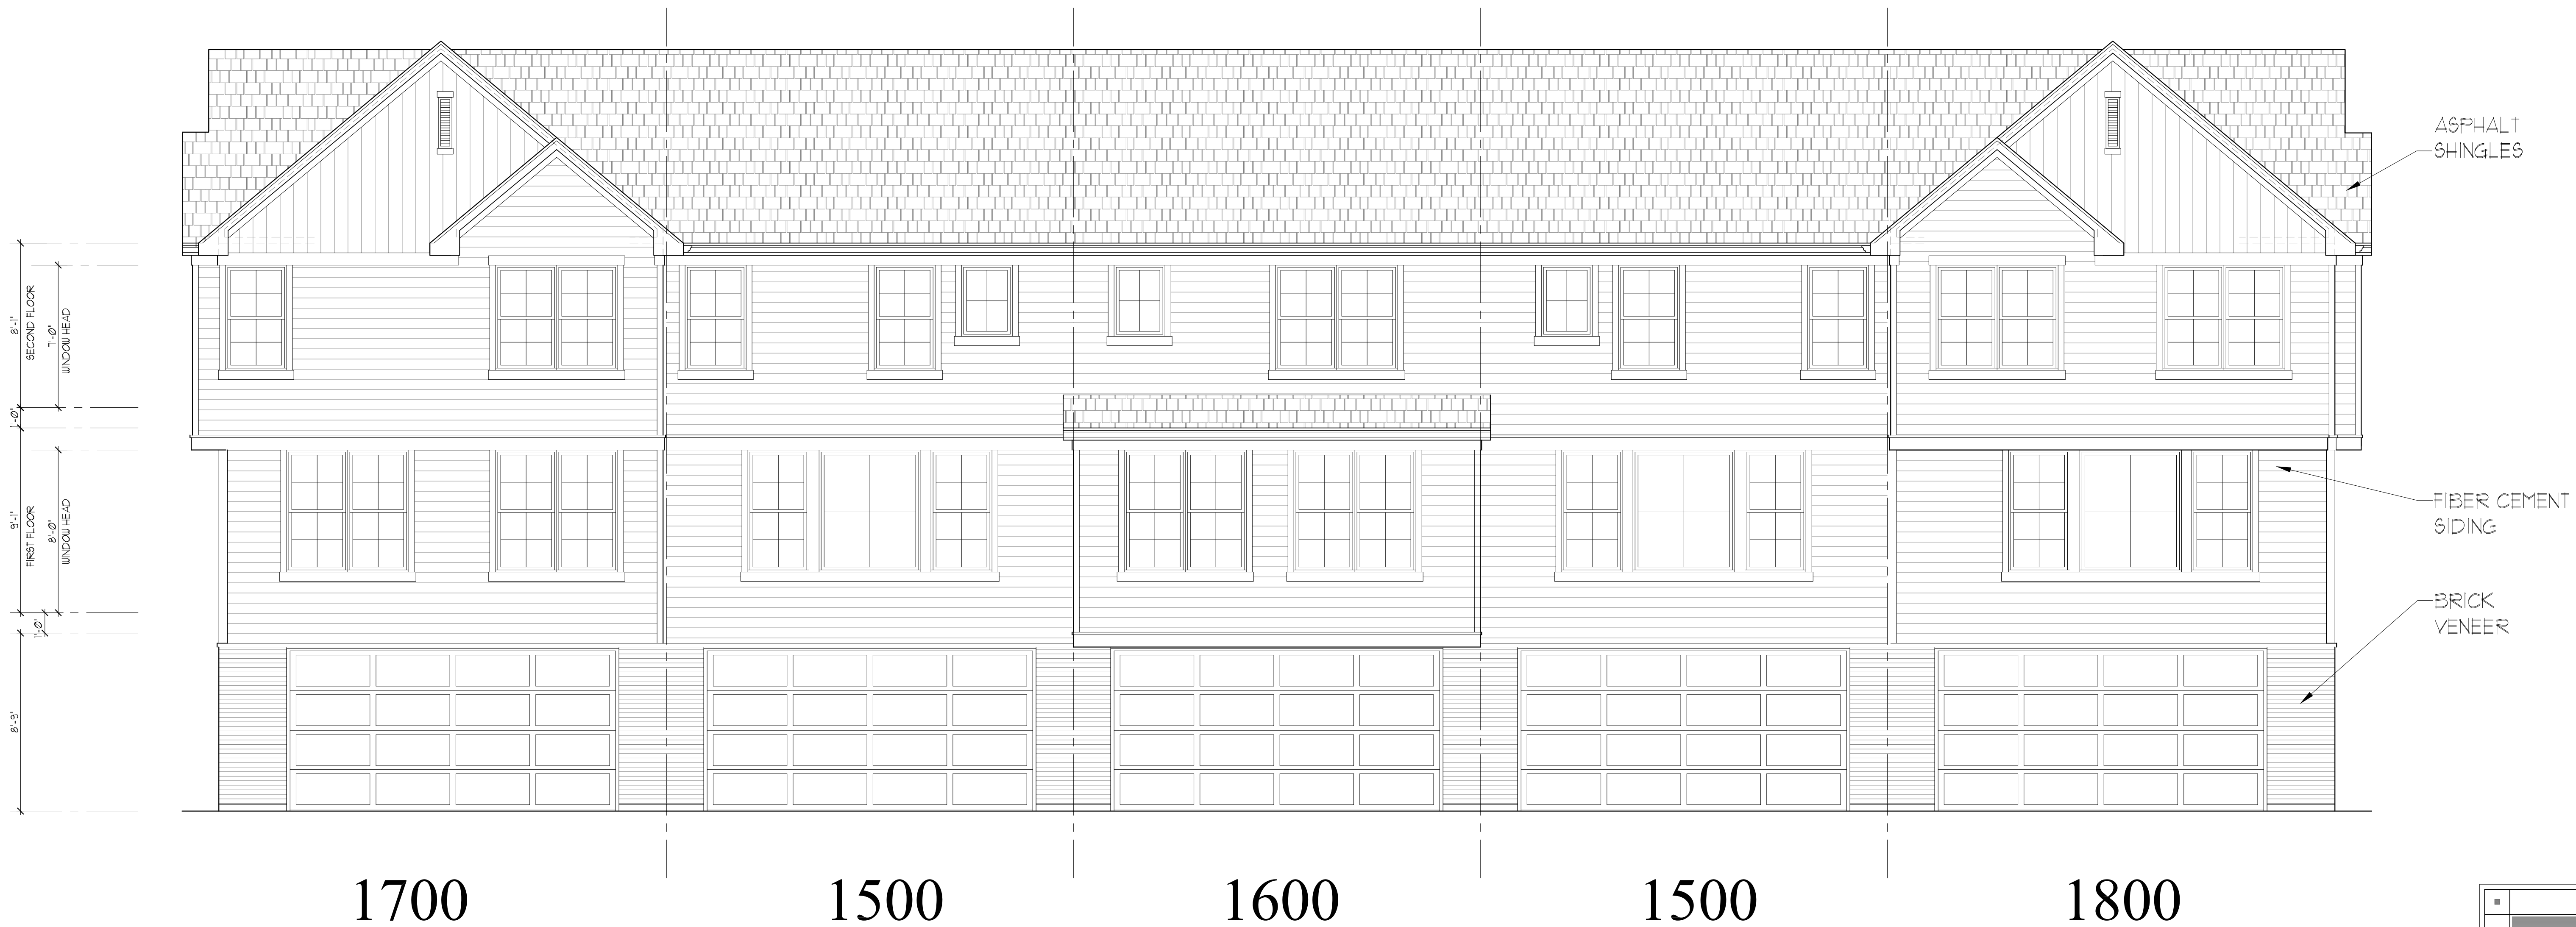 ASPHALT
SHINGLES
8'-1"
SECOND FLOOR
7'-0"
WINDOW HEAD
1'-0"
9'-1"
FIRST FLOOR
8'-0"
WINDOW HEAD
FIBER CEMENT
SIDING
1'-0"
BRICK
VENEER
8'-9"
1700
1500
1600
1500
1800